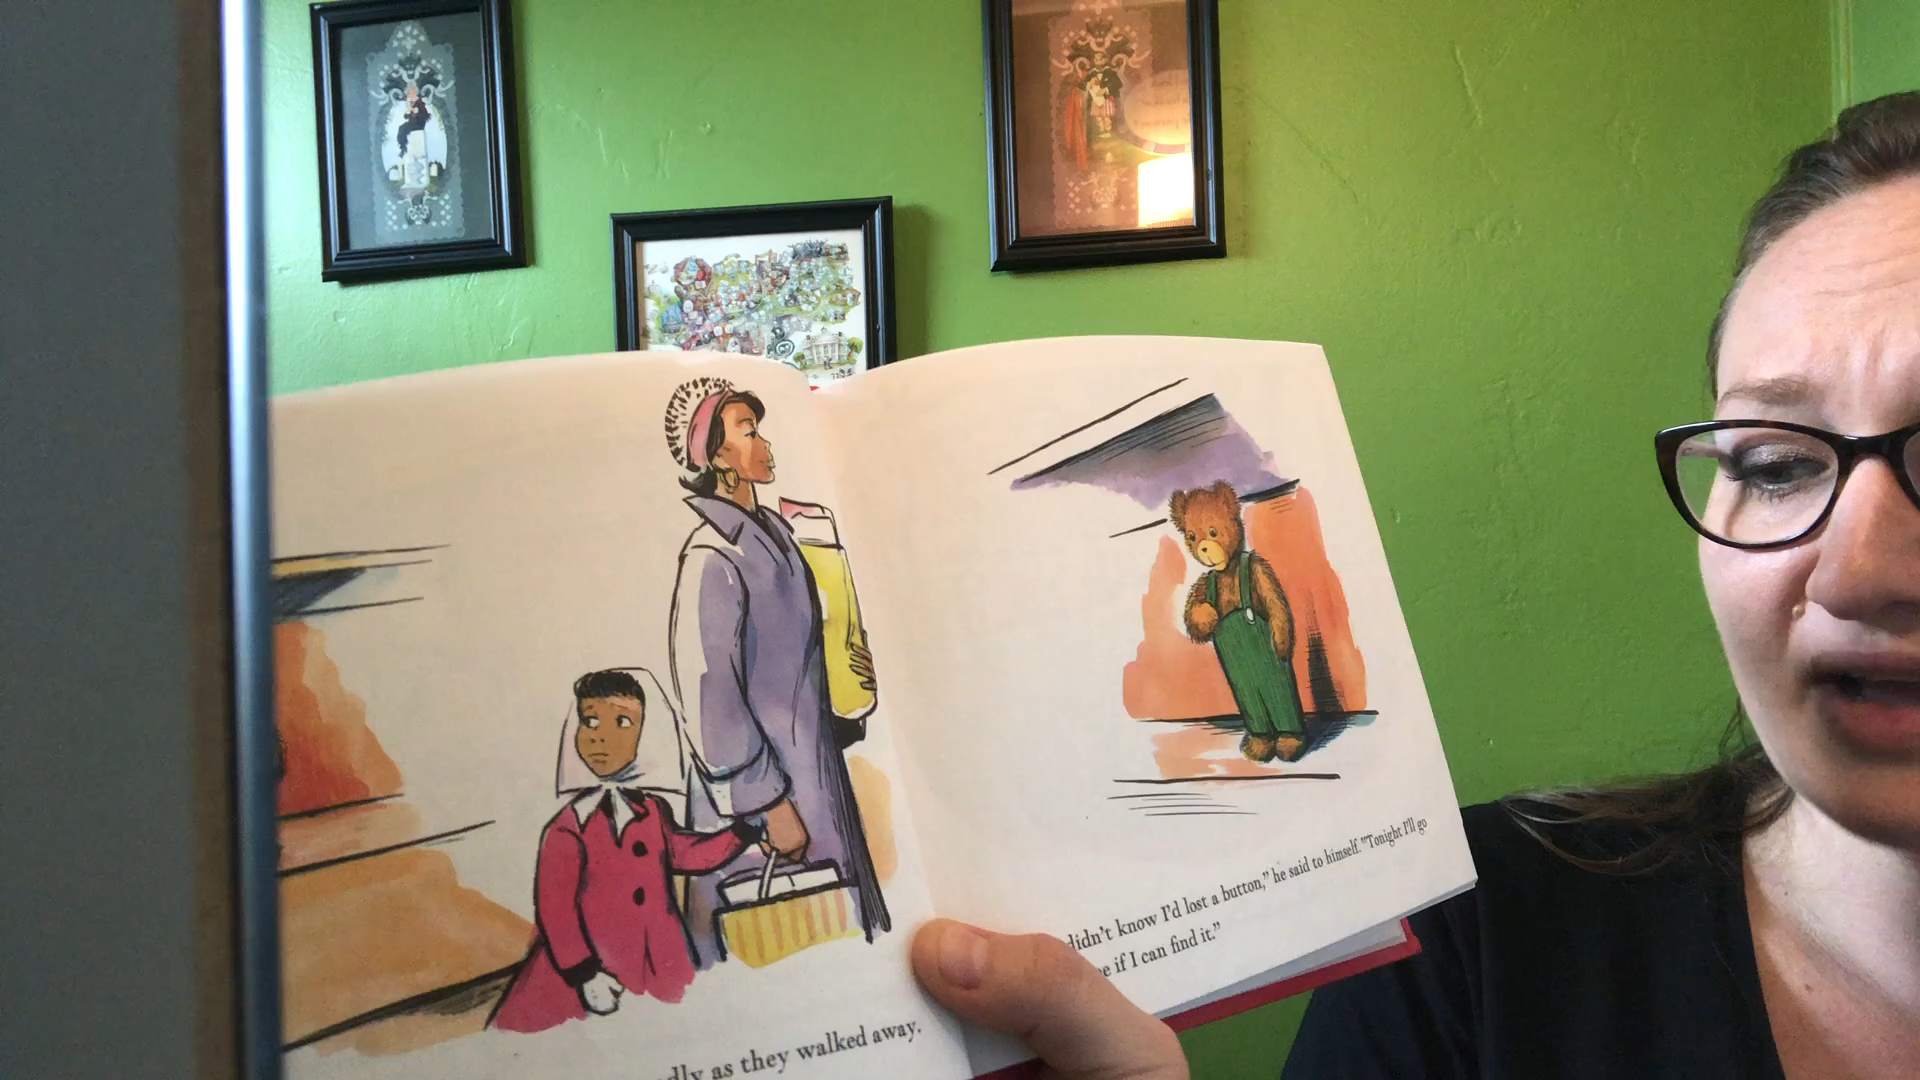 as they walked away.
didn't know I'd lost a button," he said to himself. "Tonight I'll go
if I can find it."